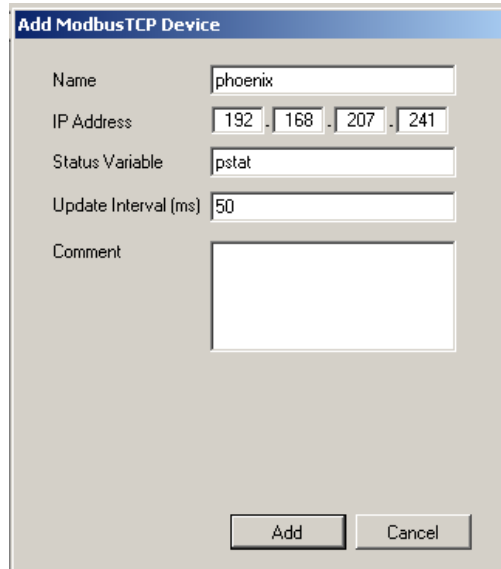 Add ModbusTCP Device
Name phoenix
IP Address 192 . 168 . 207 . 241
Status Variable pstat
Update Interval (ms) 50
Comment
Add Cancel